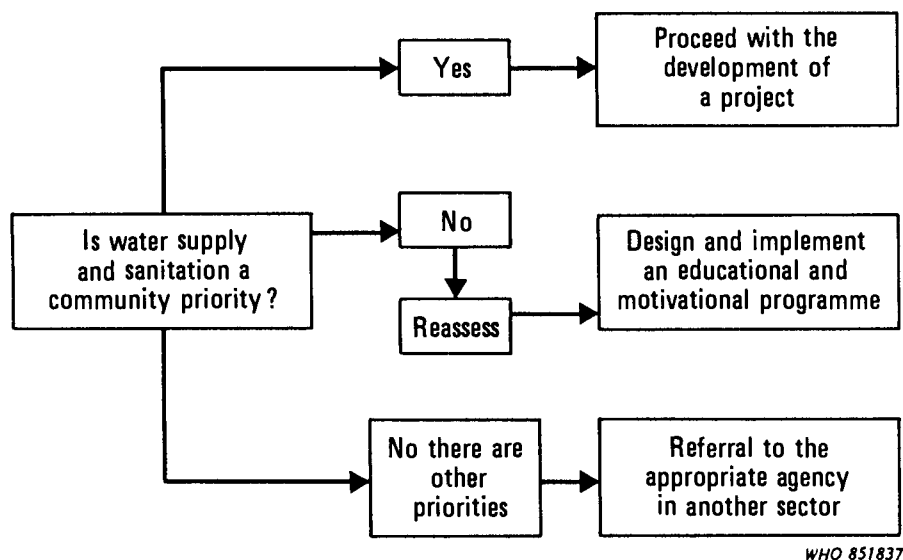 Yes
Proceed with the
development of
a project
Is water supply
and sanitation a
community priority?
No
Reassess
Design and implement
an educational and
motivational programme
No there are
other
priorities
Referral to the
appropriate agency
in another sector
WHO 851837